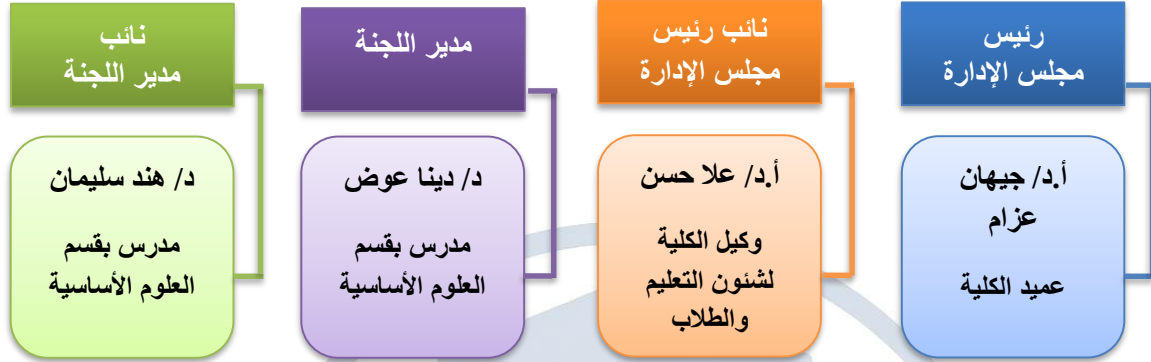 رئيس
مجلس الإدارة
أ.د/ جيهان
عزام
عميد الكلية
نائب رئيس
مجلس الإدارة
أ.د/ علا حسن
وكيل الكلية
لشئون التعليم
والطلاب
مدير اللجنة
د/ دينا عوض
مدرس بقسم
العلوم الأساسية
نائب
مدير اللجنة
د/ هند سليمان
مدرس بقسم
العلوم الأساسية